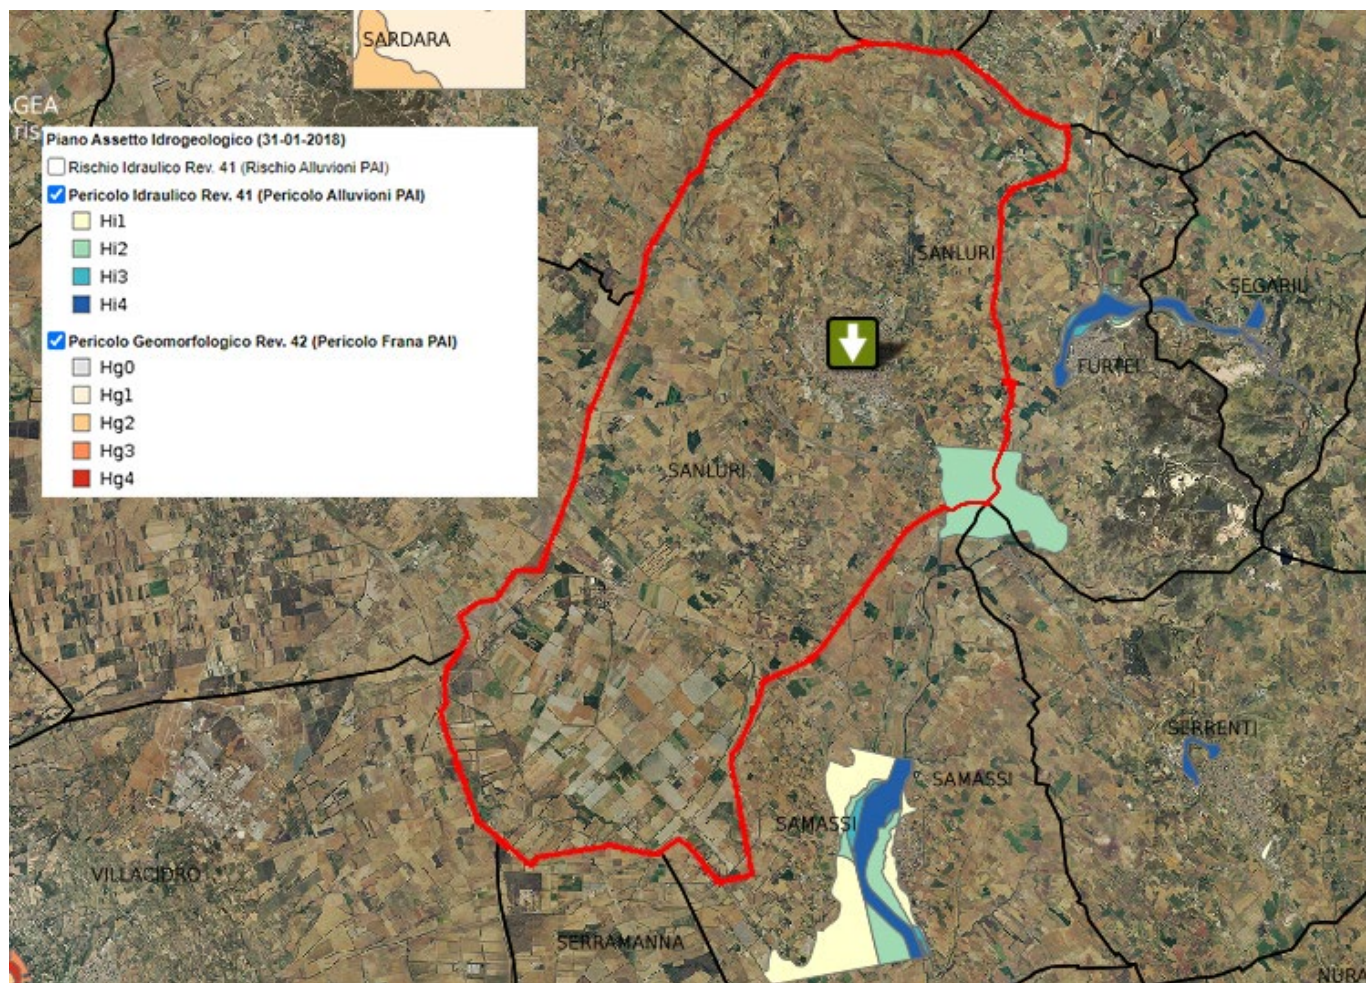 SARDARA
AGEA
Piano Assetto Idrogeologico (31-01-2018)
Rischio Idraulico Rev. 41 (Rischio Alluvioni PAI)
Pericolo Idraulico Rev. 41 (Pericolo Alluvioni PAI)
Hi1
Hi2
Hi3
Hi4
Pericolo Geomorfologico Rev. 42 (Pericolo Frana PAI)
Hg0
Hg1
Hg2
Hg3
Hg4
SANLURI
SEGARIU
FURTEI
SANLURI
SERRENTI
SAMASSI
SAMASSI
VILLACIDRO
SERRAMANNA
NURA